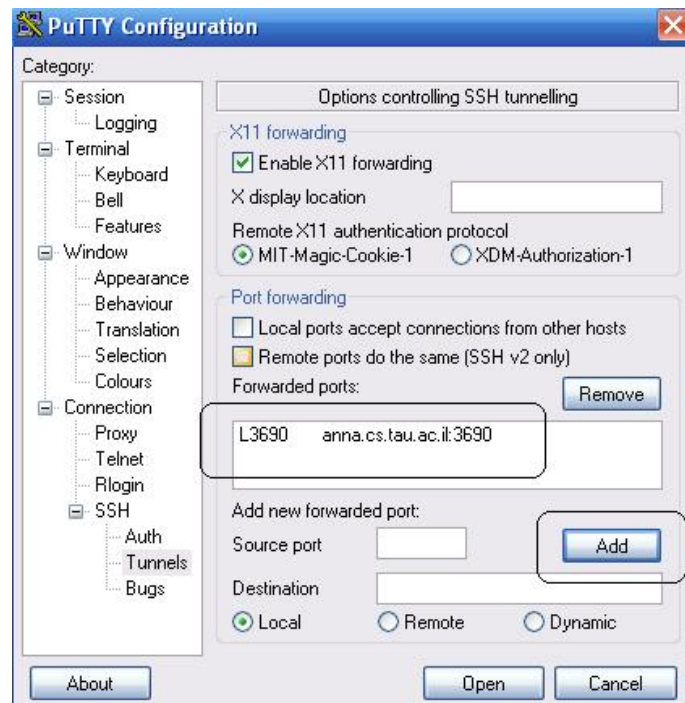 PuTTY Configuration
Category:
Session
Logging
Terminal
Keyboard
Bell
Features
Window
Appearance
Behaviour
Translation
Selection
Colours
Connection
Proxy
Telnet
Rlogin
SSH
Auth
Tunnels
Bugs
Options controlling SSH tunnelling
X11 forwarding
Enable X11 forwarding
X display location
Remote X11 authentication protocol
MIT-Magic-Cookie-1 XDM-Authorization-1
Port forwarding
Local ports accept connections from other hosts
Remote ports do the same (SSH v2 only)
Forwarded ports:
Remove
L3690 anna.cs.tau.ac.il:3690
Add new forwarded port:
Source port
Add
Destination
Local Remote Dynamic
About Open Cancel